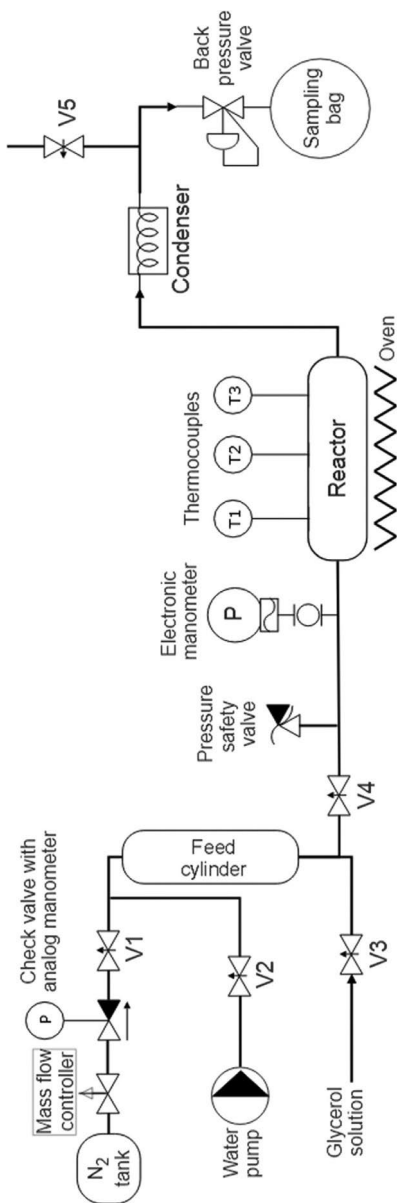 N₂
tank
Mass flow
controller
P
Check valve with
analog manometer
V1
Water
pump
V2
Feed
cylinder
Glycerol
solution
V3
V4
Pressure
safety
valve
Electronic
manometer
P
Thermocouples
T1
T2
T3
Reactor
Oven
Condenser
V5
Back
pressure
valve
Sampling
bag